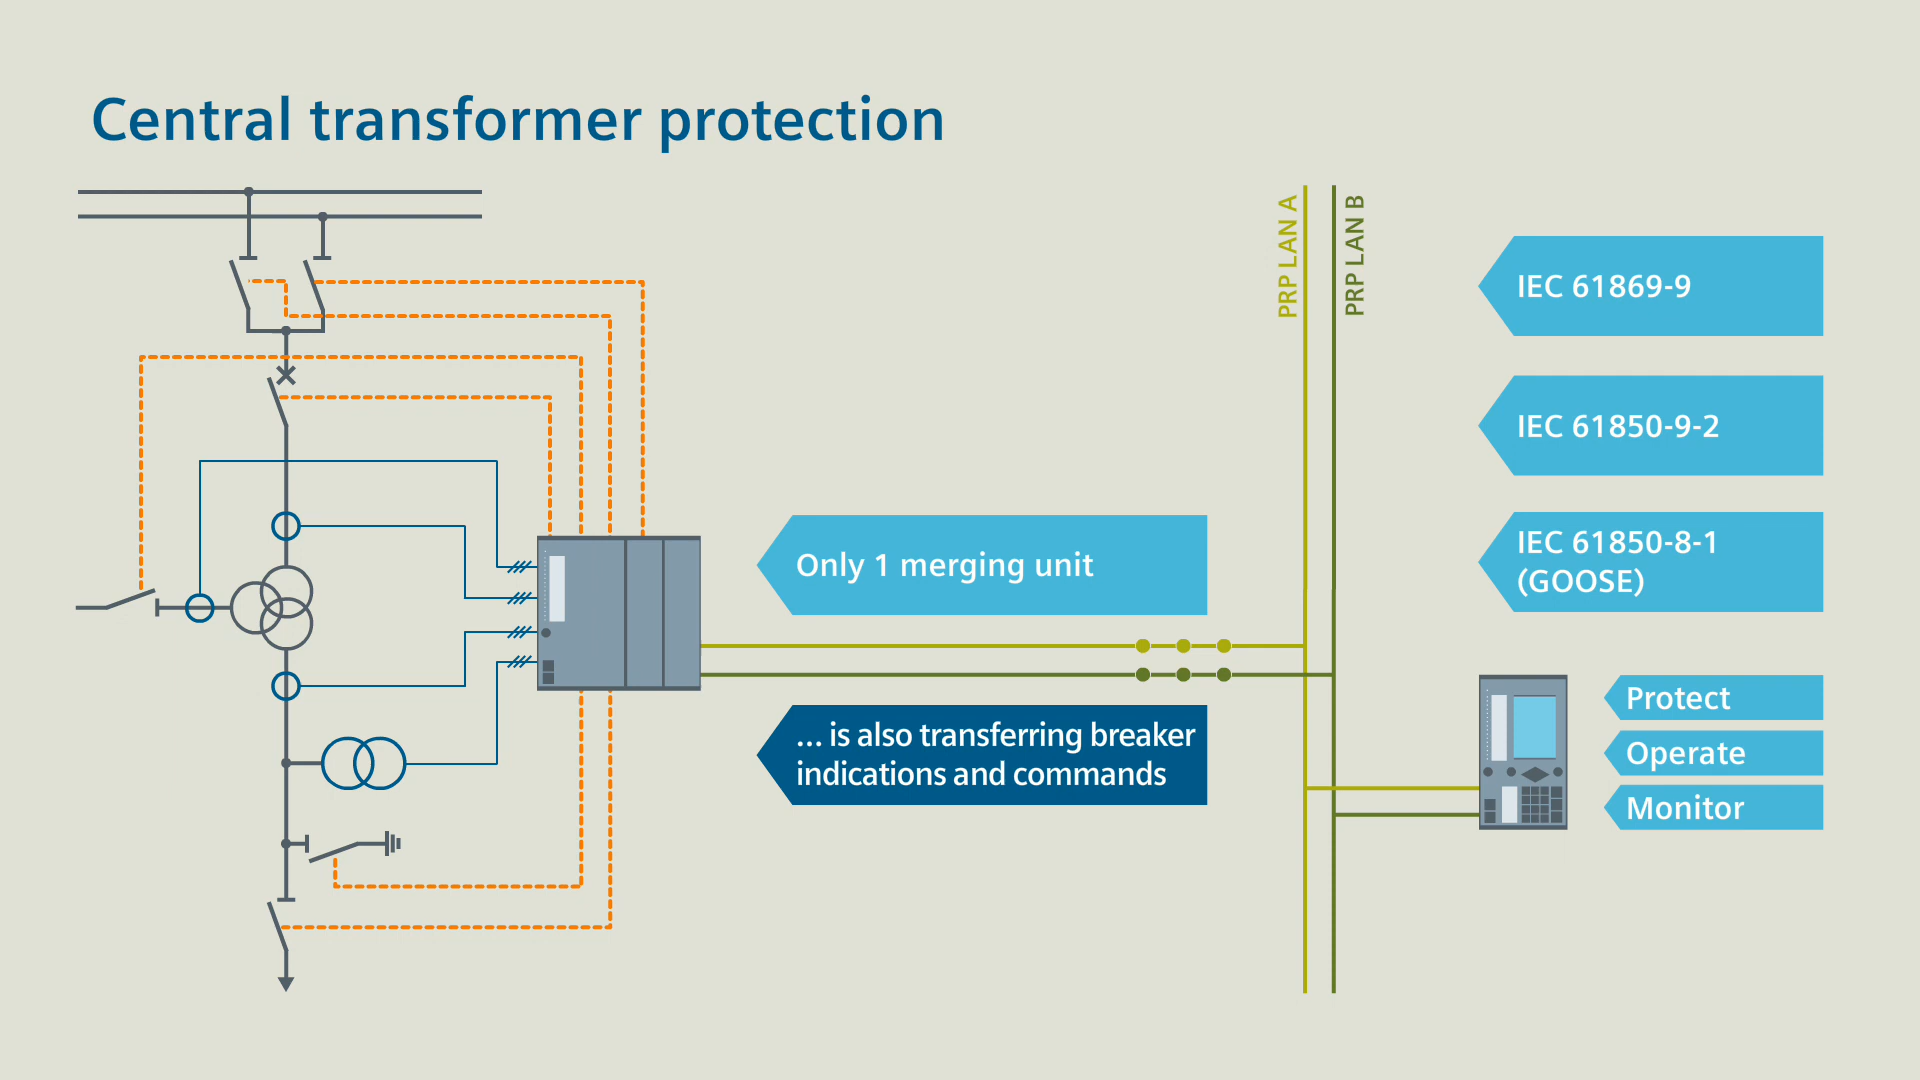 Central transformer protection
PRP LAN A
PRP LAN B
IEC 61869-9
IEC 61850-9-2
IEC 61850-8-1
(GOOSE)
Only 1 merging unit
... is also transferring breaker
indications and commands
Protect
Operate
Monitor